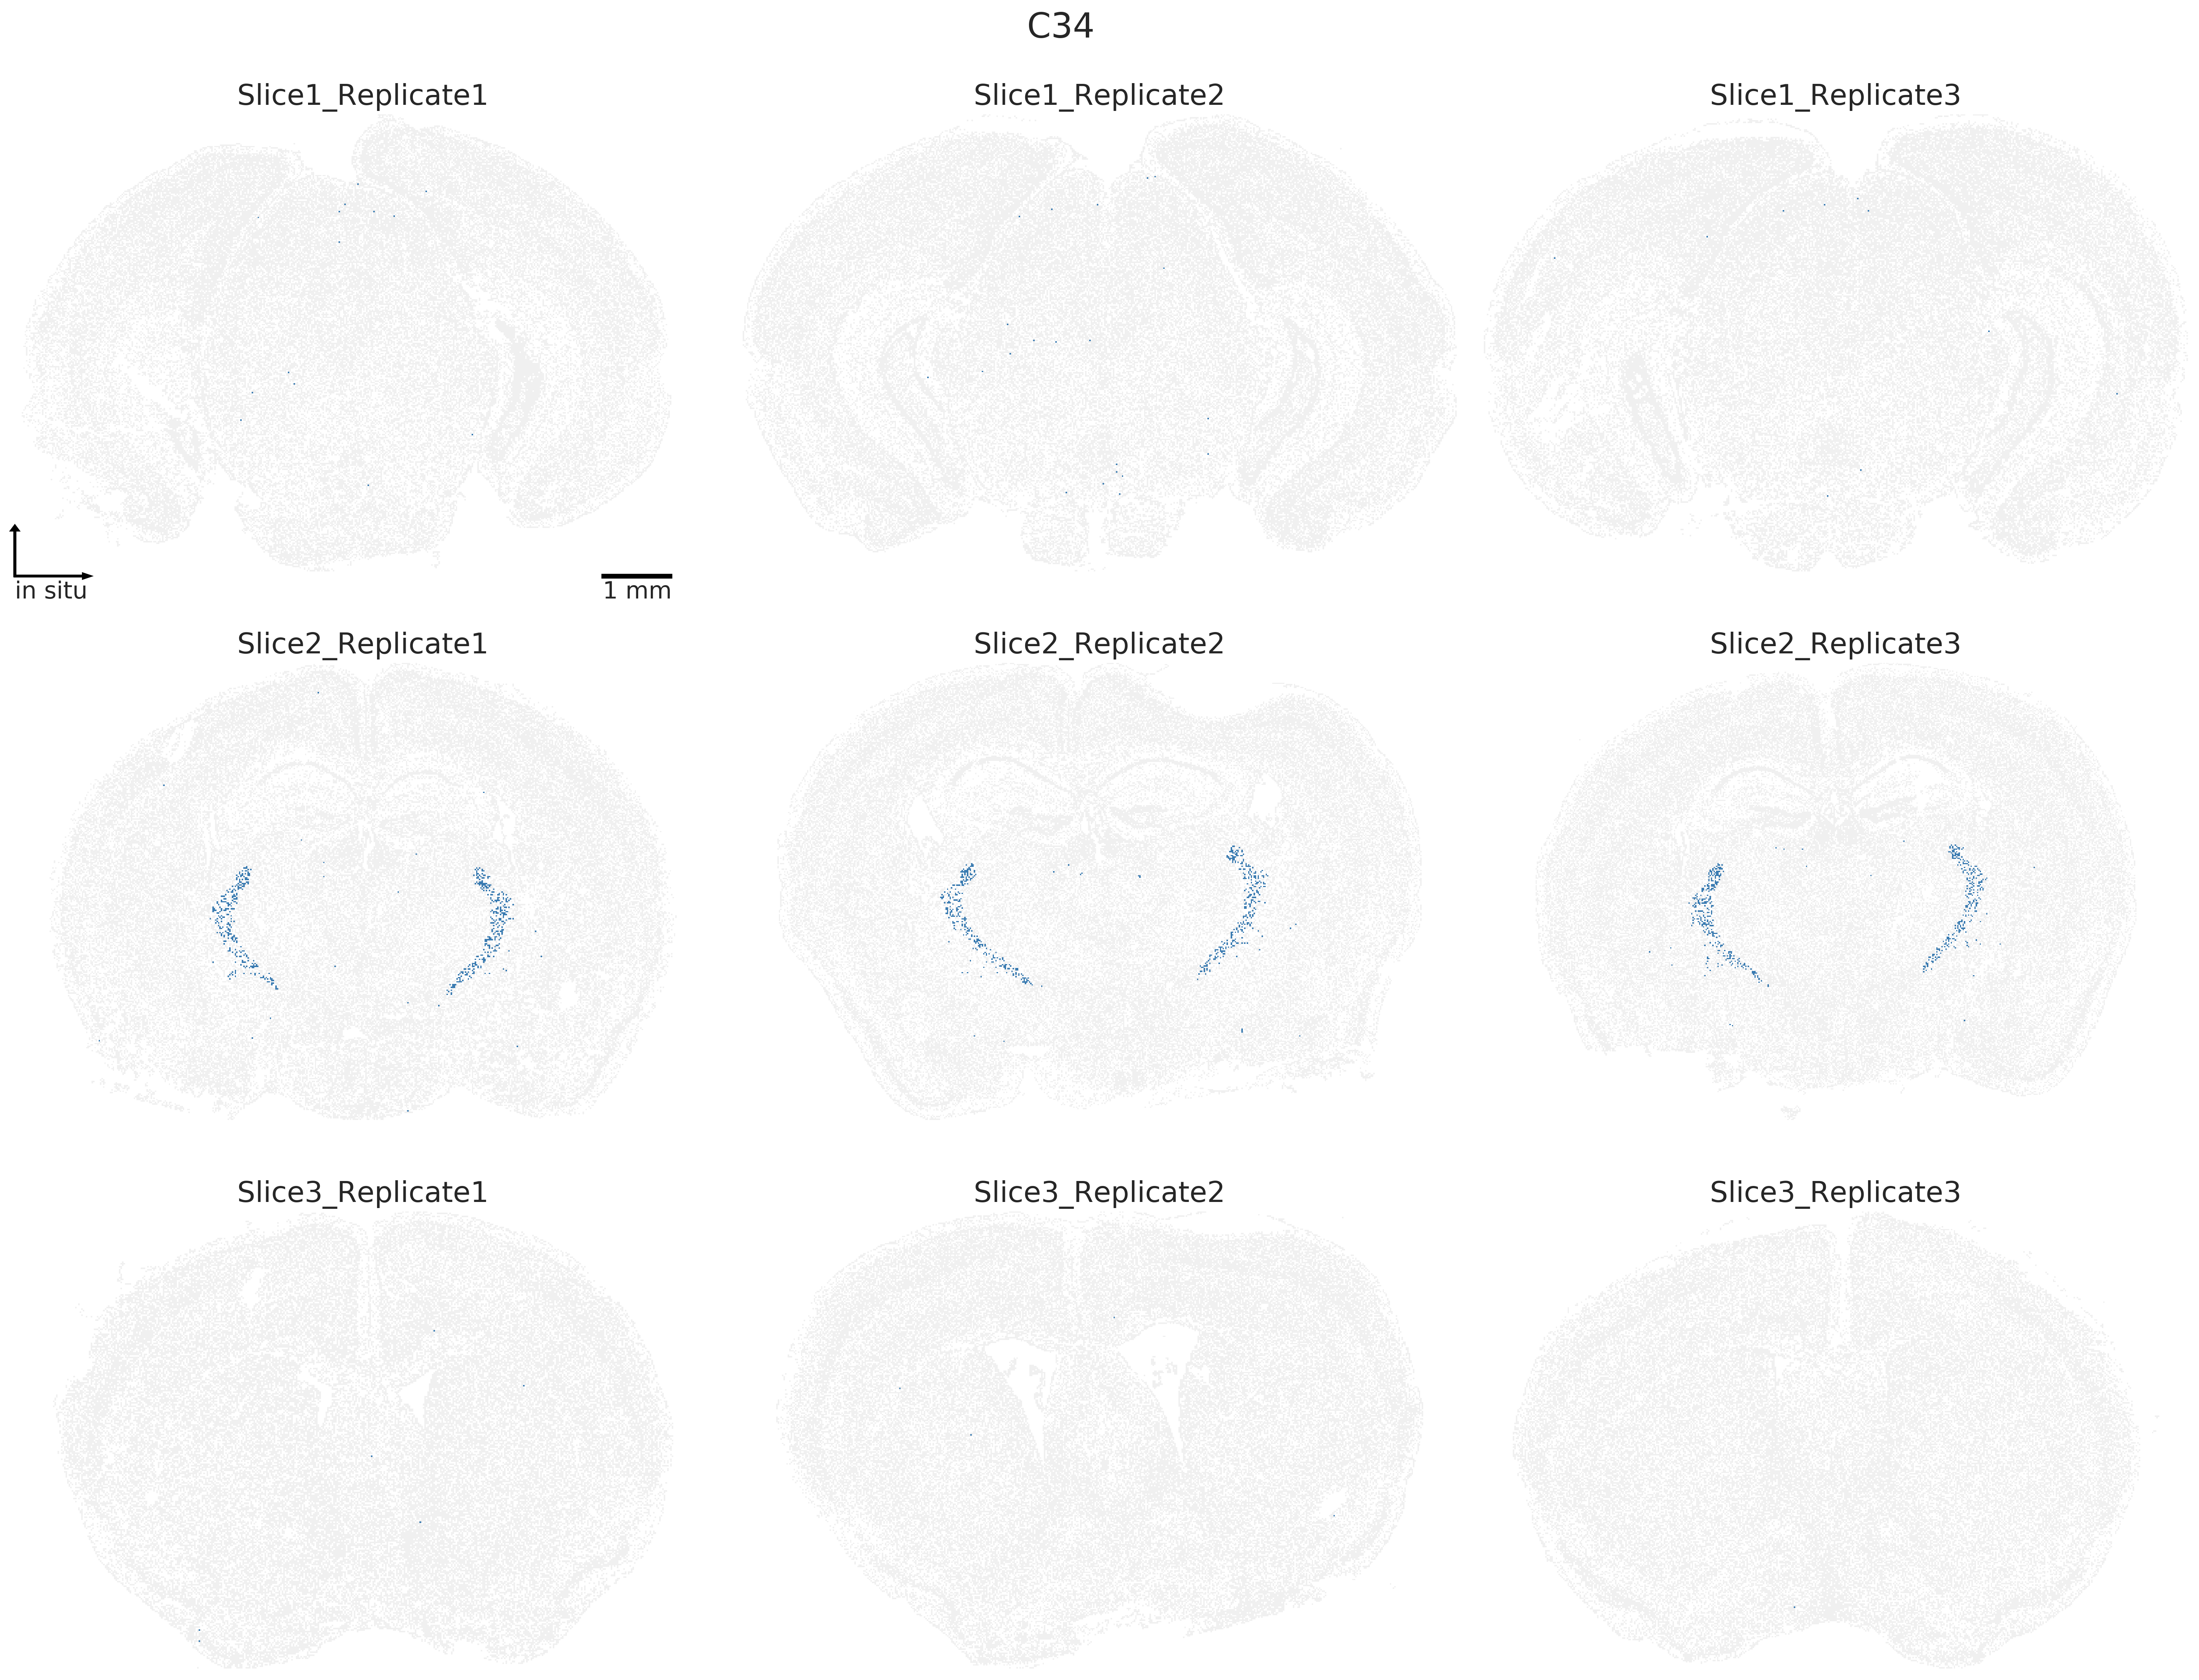 C34
Slice1_Replicate1
Slice1_Replicate2
Slice1_Replicate3
in situ
1 mm
Slice2_Replicate1
Slice2_Replicate2
Slice2_Replicate3
Slice3_Replicate1
Slice3_Replicate2
Slice3_Replicate3